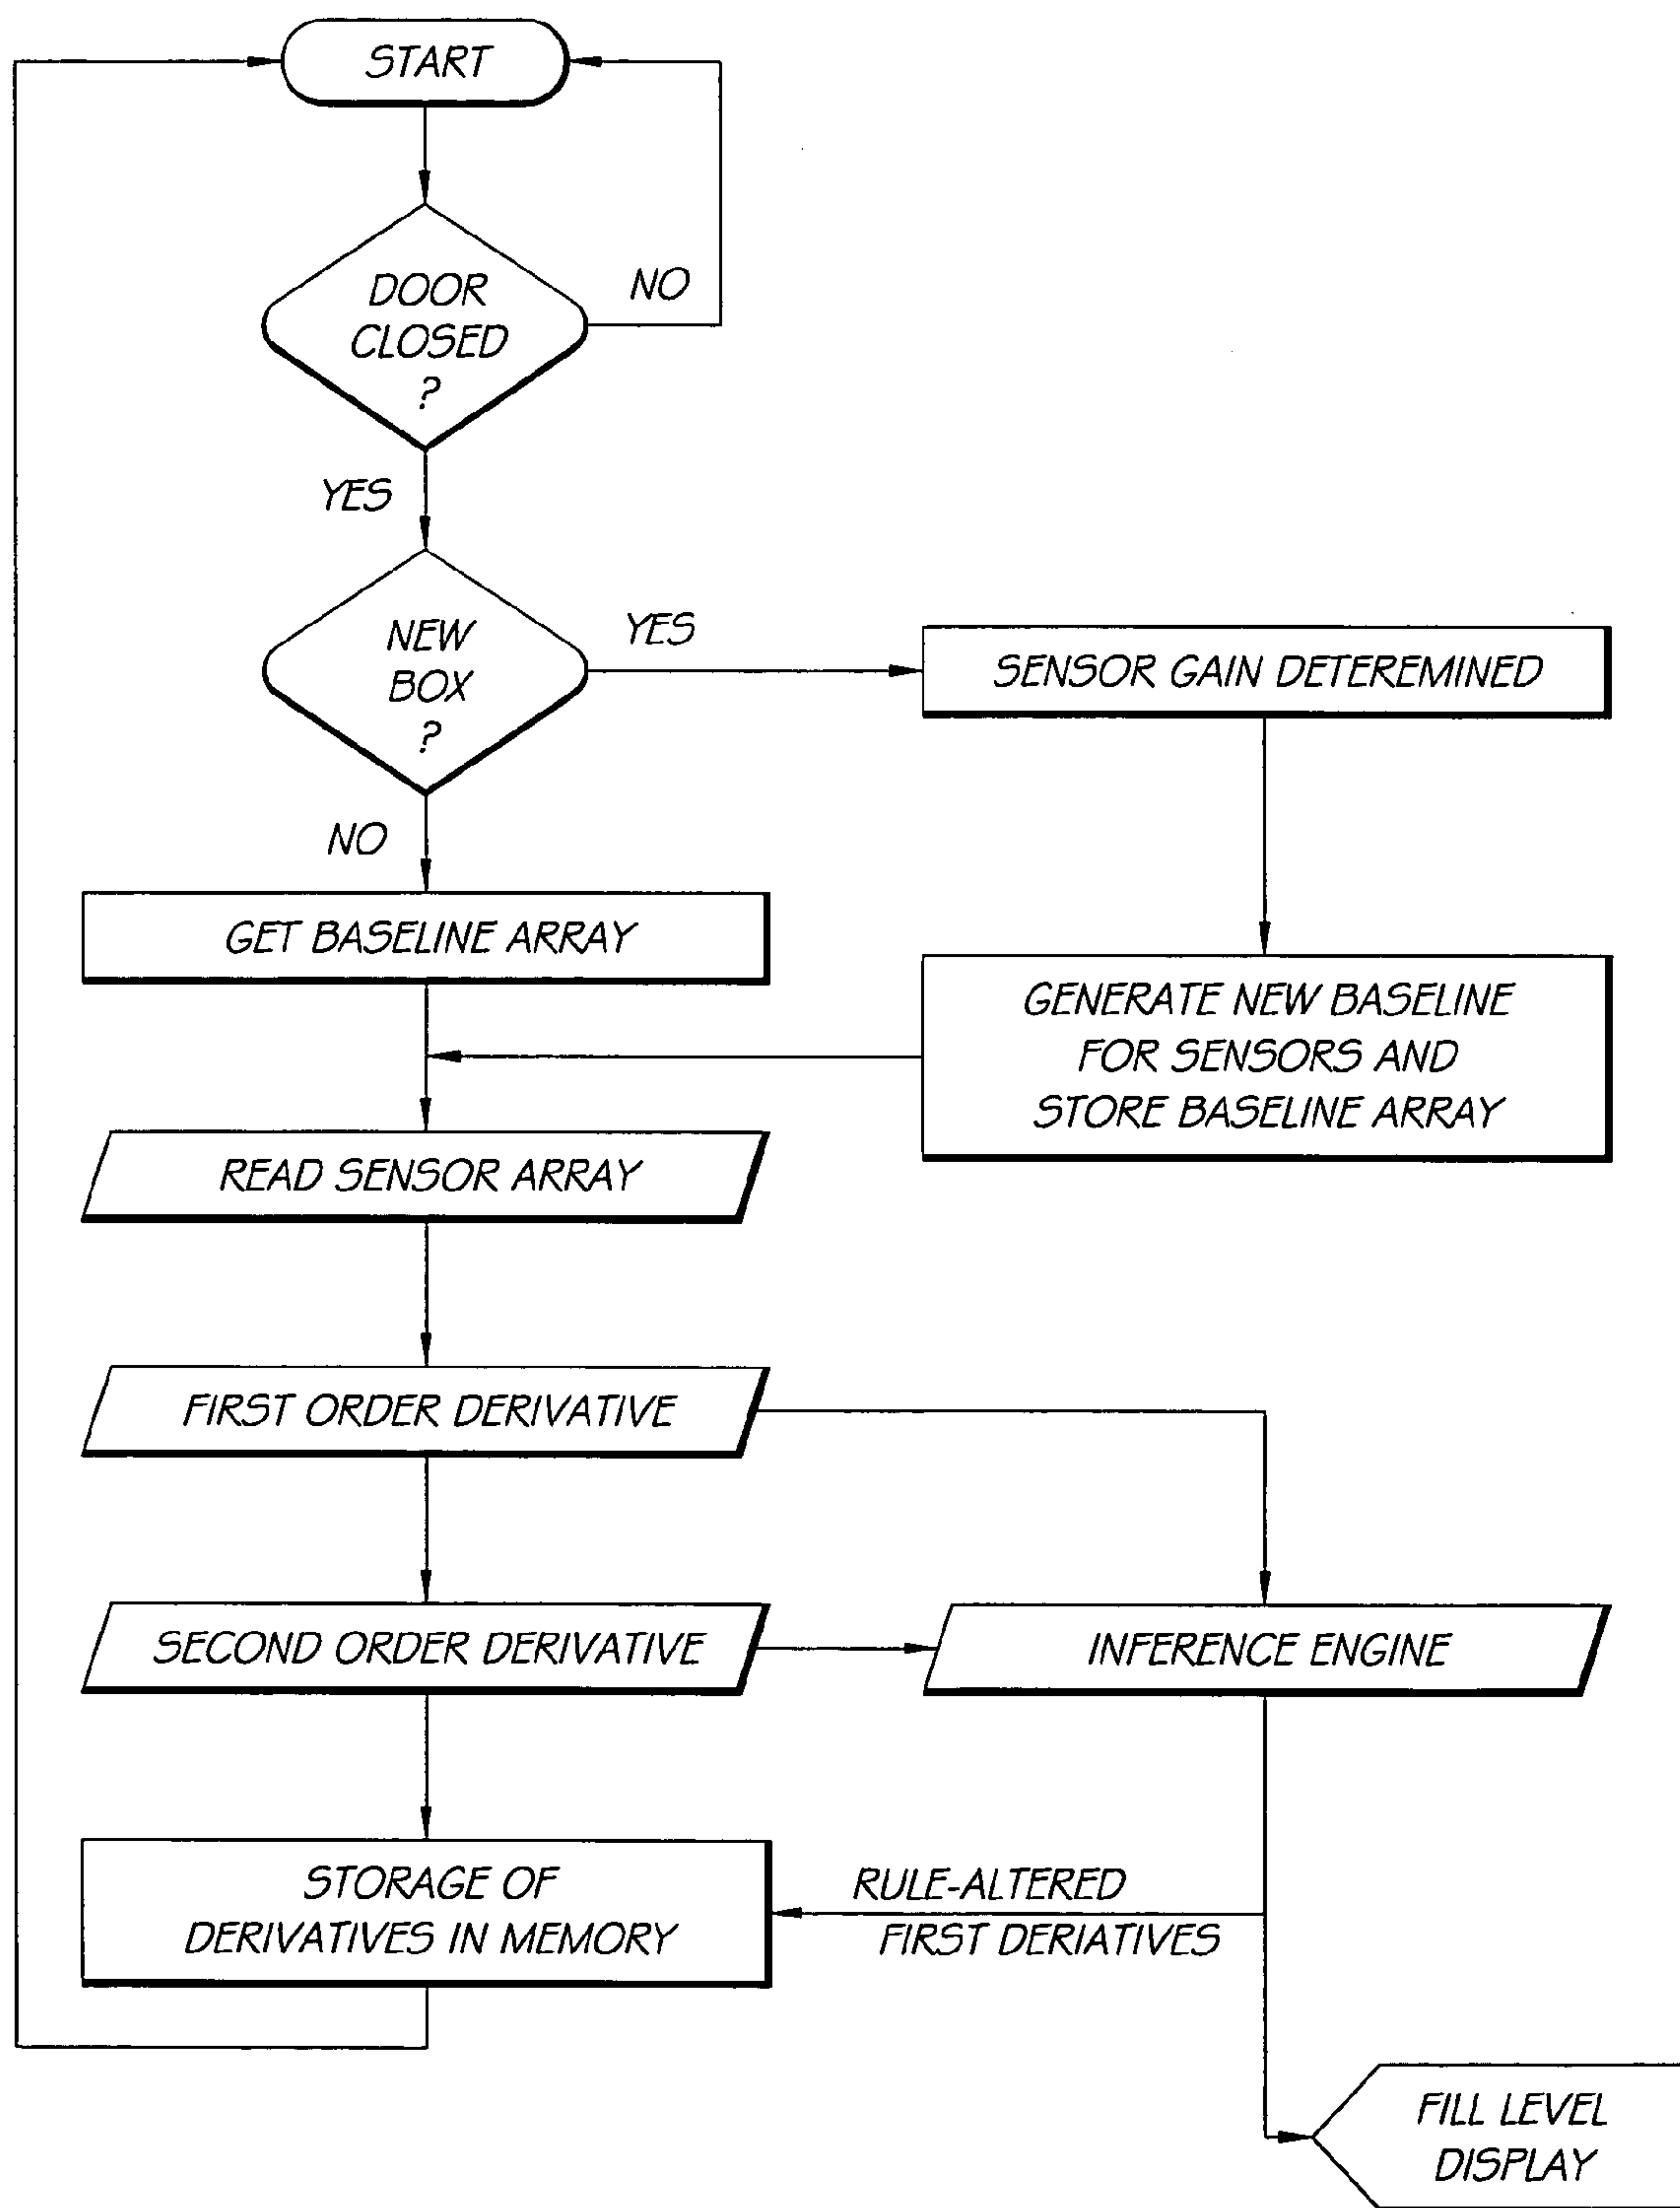 START
DOOR
CLOSED
?
NO
YES
NEW
BOX
?
YES
SENSOR GAIN DETEREMINED
NO
GET BASELINE ARRAY
GENERATE NEW BASELINE
FOR SENSORS AND
STORE BASELINE ARRAY
READ SENSOR ARRAY
FIRST ORDER DERIVATIVE
SECOND ORDER DERIVATIVE
INFERENCE ENGINE
STORAGE OF
DERIVATIVES IN MEMORY
RULE-ALTERED
FIRST DERIATIVES
FILL LEVEL
DISPLAY